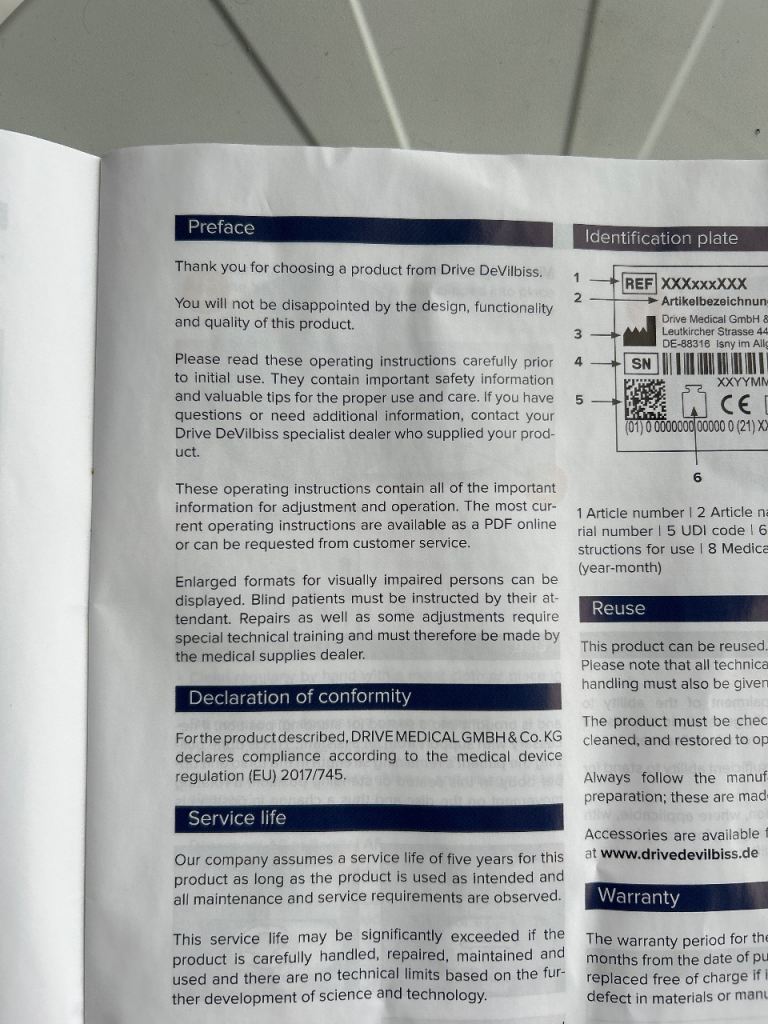 Preface
Thank you for choosing a product from Drive DeVilbiss.
You will not be disappointed by the design, functionality
and quality of this product.
Please read these operating instructions carefully prior
to initial use. They contain important safety information
and valuable tips for the proper use and care. If you have
questions or need additional information, contact your
Drive DeVilbiss specialist dealer who supplied your prod-
uct.
These operating instructions contain all of the important
information for adjustment and operation. The most cur-
rent operating instructions are available as a PDF online
or can be requested from customer service.
Enlarged formats for visually impaired persons can be
displayed. Blind patients must be instructed by their at-
tendant. Repairs as well as some adjustments require
special technical training and must therefore be made by
the medical supplies dealer.
Declaration of conformity
For the product described, DRIVE MEDICAL GMBH & Co. KG
declares compliance according to the medical device
regulation (EU) 2017/745.
Service life
Our company assumes a service life of five years for this
product as long as the product is used as intended and
all maintenance and service requirements are observed.
This service life may be significantly exceeded if the
product is carefully handled, repaired, maintained and
used and there are no technical limits based on the fur-
ther development of science and technology.
Identification plate
1 REF XXXxxxXXX
2 Artikelbezeichnun
Drive Medical GmbH &
3 Leutkircher Strasse 44
DE-88316 Isny im Allg
4 SN
XXYYMM
5 CE
(01) 0 0000000 00000 0 (21) XX
6
1 Article number | 2 Article na
rial number | 5 UDI code | 6
structions for use | 8 Medica
(year-month)
Reuse
This product can be reused.
Please note that all technica
handling must also be given
The product must be chec
cleaned, and restored to op
Always follow the manuf
preparation; these are mad
Accessories are available f
at www.drivedevilbiss.de
Warranty
The warranty period for the
months from the date of pu
replaced free of charge if i
defect in materials or manu